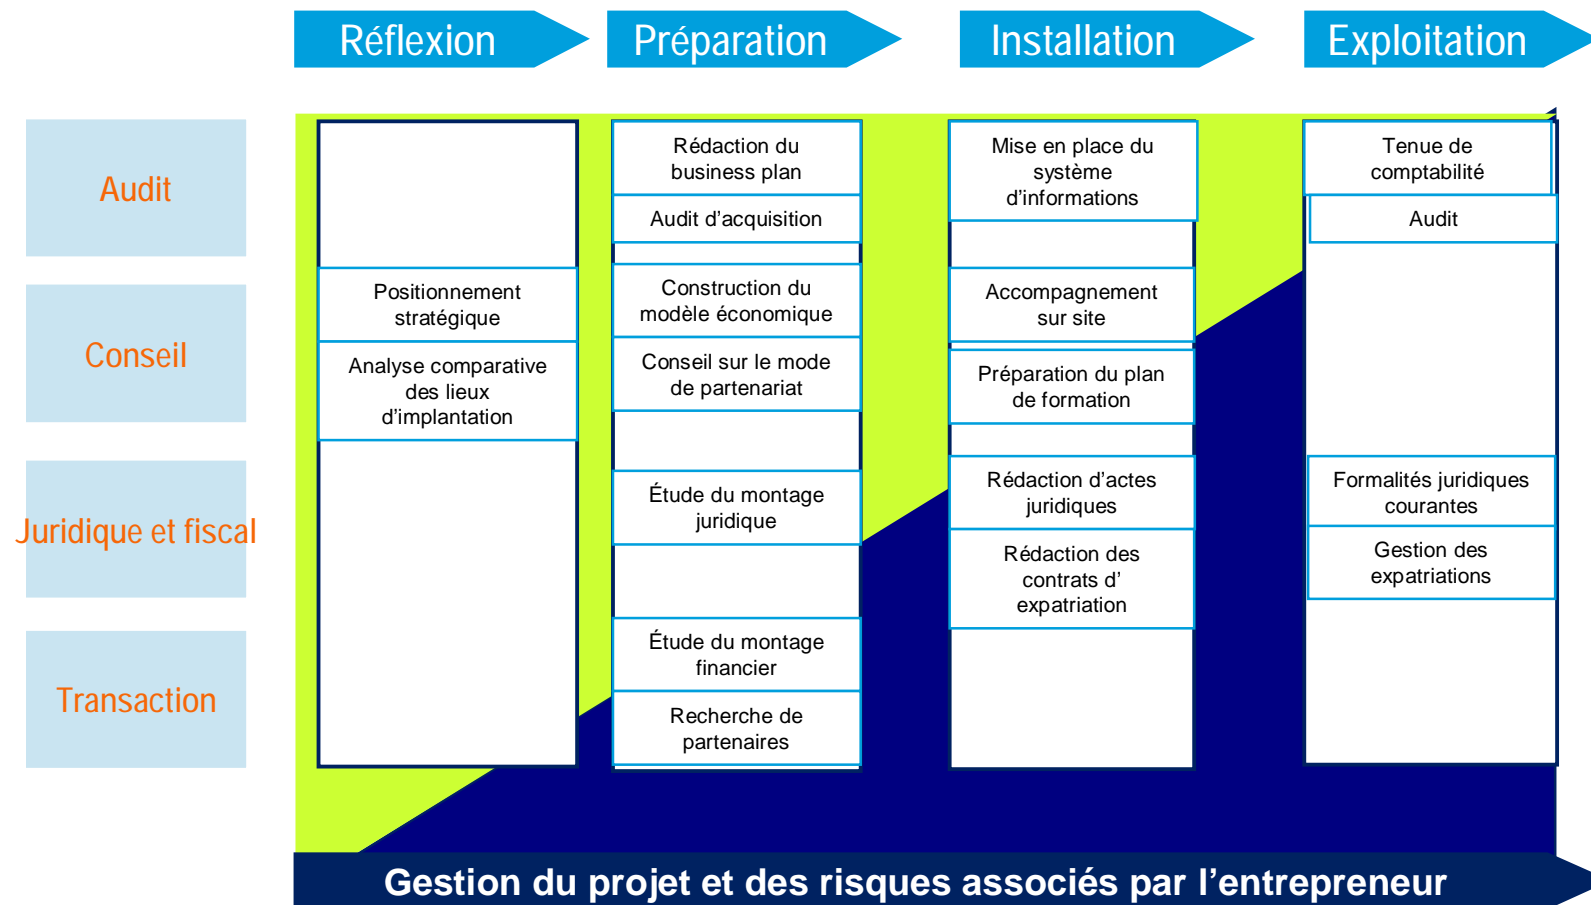 Réflexion
Préparation
Installation
Exploitation
Audit
Conseil
Juridique et fiscal
Transaction
Positionnement
stratégique
Analyse comparative
des lieux
d’implantation
Rédaction du
business plan
Audit d’acquisition
Construction du
modèle économique
Conseil sur le mode
de partenariat
Étude du montage
juridique
Étude du montage
financier
Recherche de
partenaires
Mise en place du
système
d’informations
Accompagnement
sur site
Préparation du plan
de formation
Rédaction d’actes
juridiques
Rédaction des
contrats d’
expatriation
Tenue de
comptabilité
Audit
Formalités juridiques
courantes
Gestion des
expatriations
Gestion du projet et des risques associés par l’entrepreneur